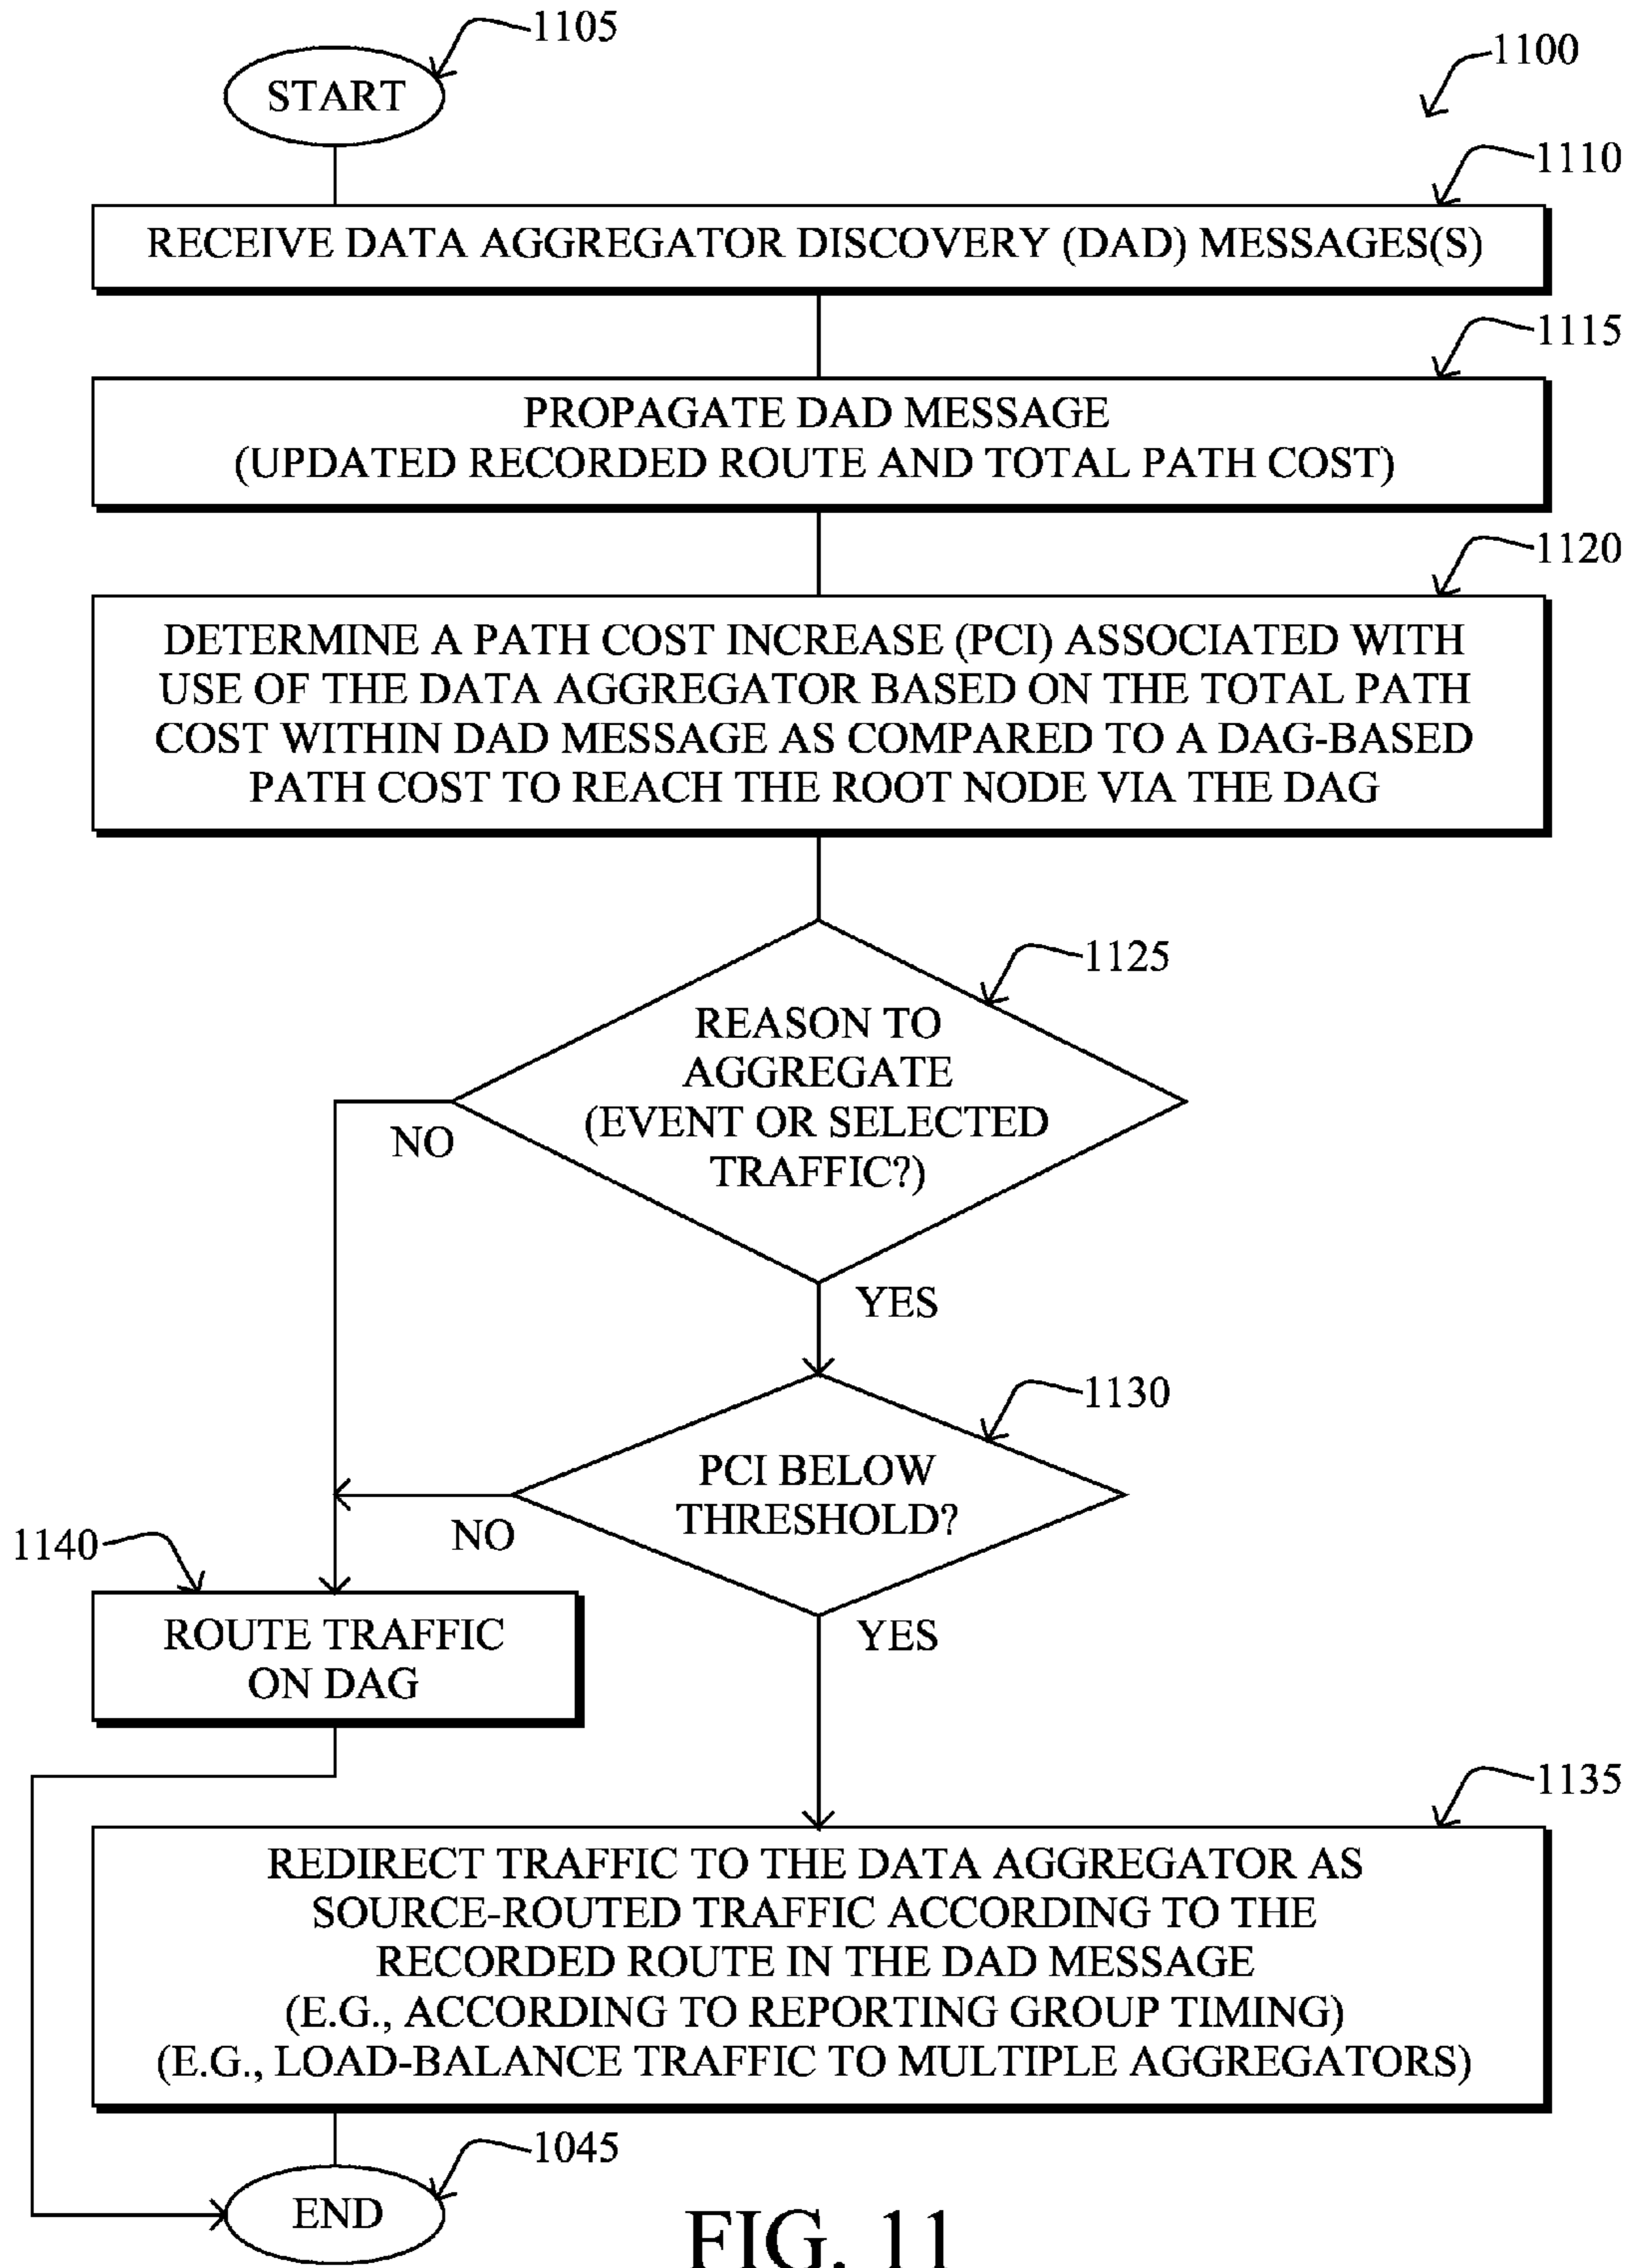 1105
START
1100
1110
RECEIVE DATA AGGREGATOR DISCOVERY (DAD) MESSAGES(S)
1115
PROPAGATE DAD MESSAGE
(UPDATED RECORDED ROUTE AND TOTAL PATH COST)
1120
DETERMINE A PATH COST INCREASE (PCI) ASSOCIATED WITH
USE OF THE DATA AGGREGATOR BASED ON THE TOTAL PATH
COST WITHIN DAD MESSAGE AS COMPARED TO A DAG-BASED
PATH COST TO REACH THE ROOT NODE VIA THE DAG
1125
REASON TO
AGGREGATE
(EVENT OR SELECTED
TRAFFIC?)
NO
YES
1130
PCI BELOW
THRESHOLD?
NO
YES
1140
ROUTE TRAFFIC
ON DAG
1135
REDIRECT TRAFFIC TO THE DATA AGGREGATOR AS
SOURCE-ROUTED TRAFFIC ACCORDING TO THE
RECORDED ROUTE IN THE DAD MESSAGE
(E.G., ACCORDING TO REPORTING GROUP TIMING)
(E.G., LOAD-BALANCE TRAFFIC TO MULTIPLE AGGREGATORS)
1045
END
FIG. 11